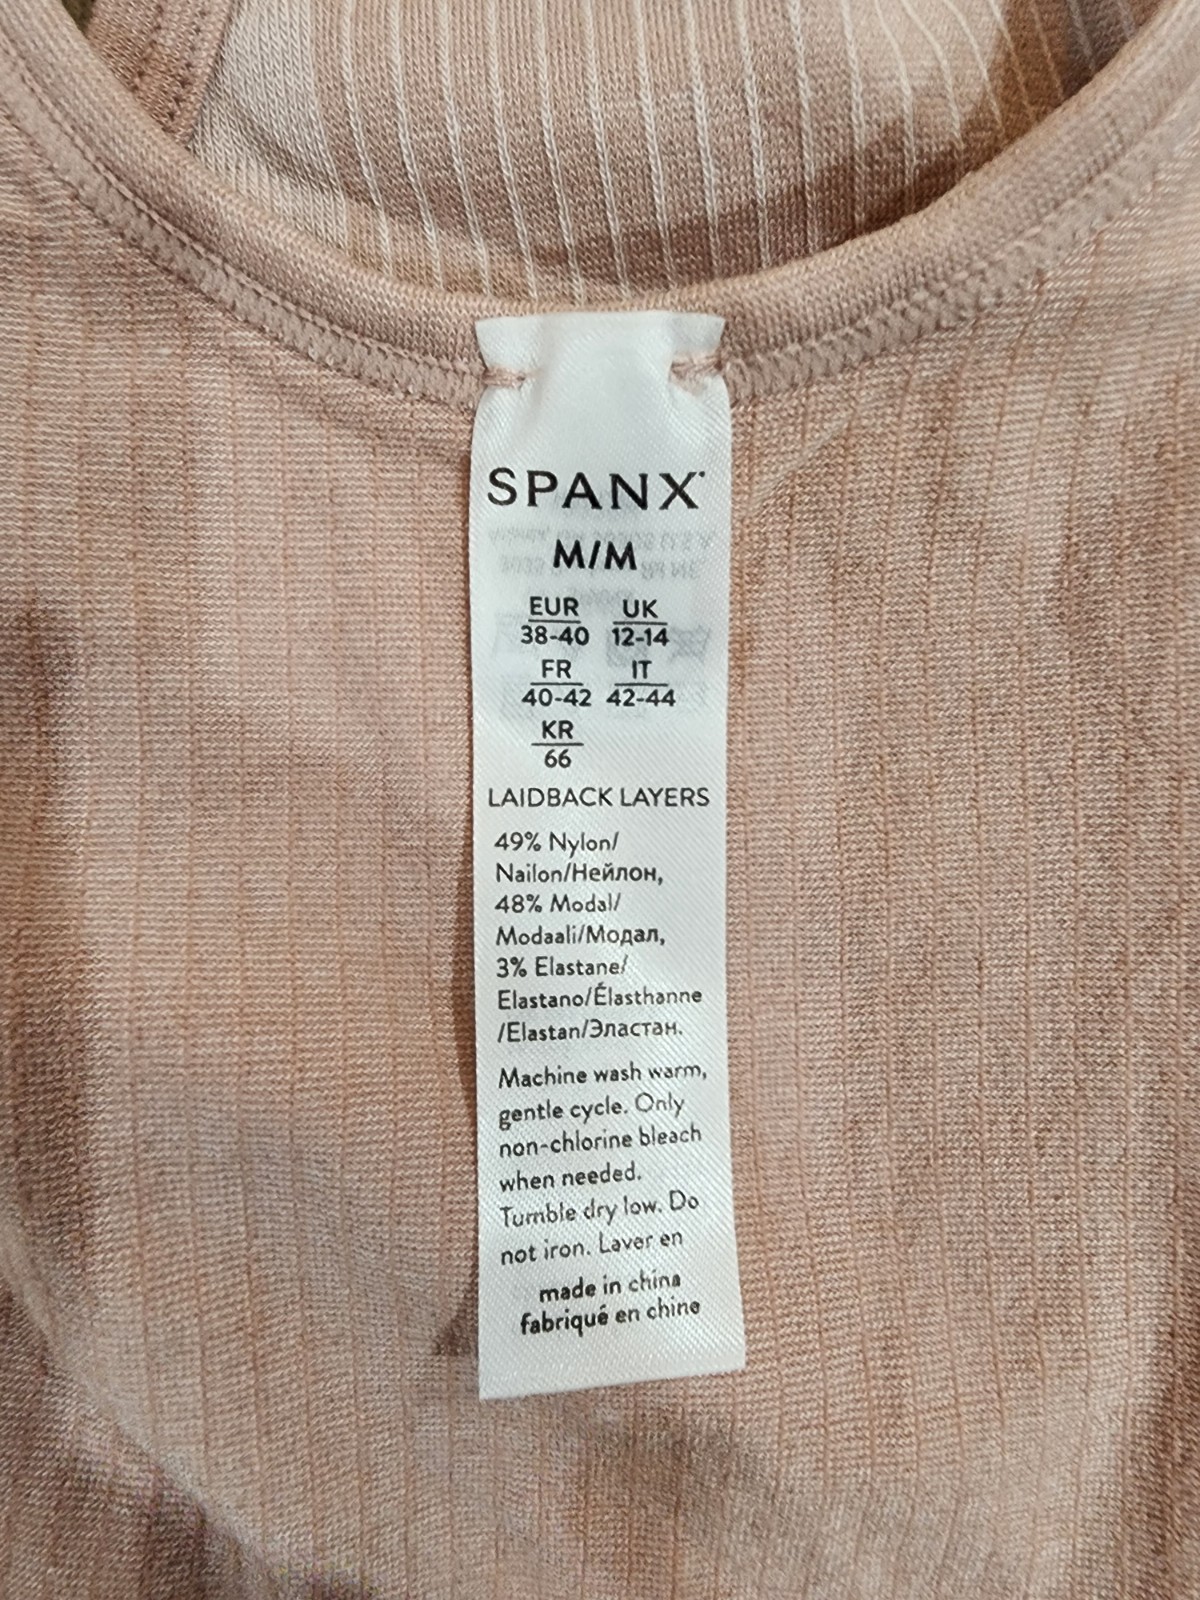 SPANX
M/M
EUR UK
38-40 12-14
FR IT
40-42 42-44
KR
66
LAIDBACK LAYERS
49% Nylon/
Nailon/Нейлон,
48% Modal/
Modaali/Модал,
3% Elastane/
Elastano/Élasthanne
/Elastan/Эластан.
Machine wash warm,
gentle cycle. Only
non-chlorine bleach
when needed.
Tumble dry low. Do
not iron. Laver en
made in china
fabriqué en chine